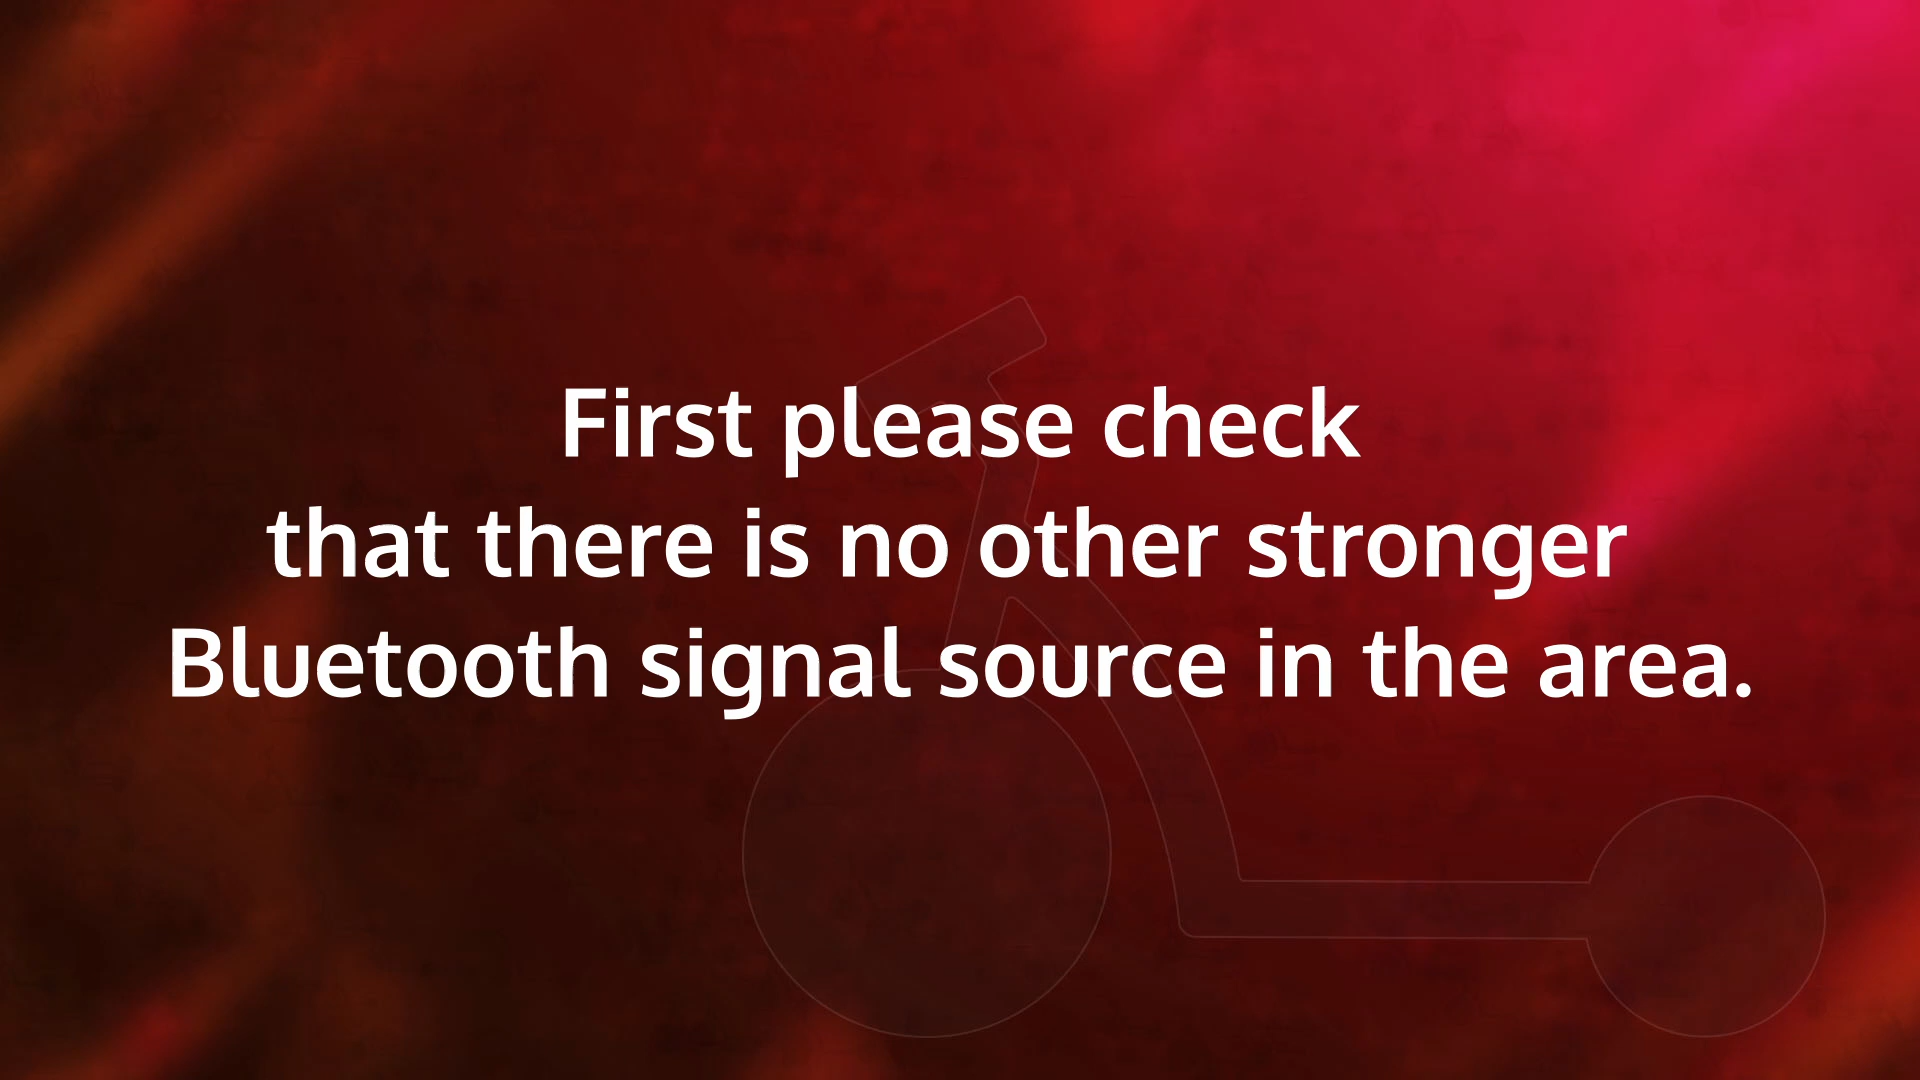 First please check
that there is no other stronger
Bluetooth signal source in the area.